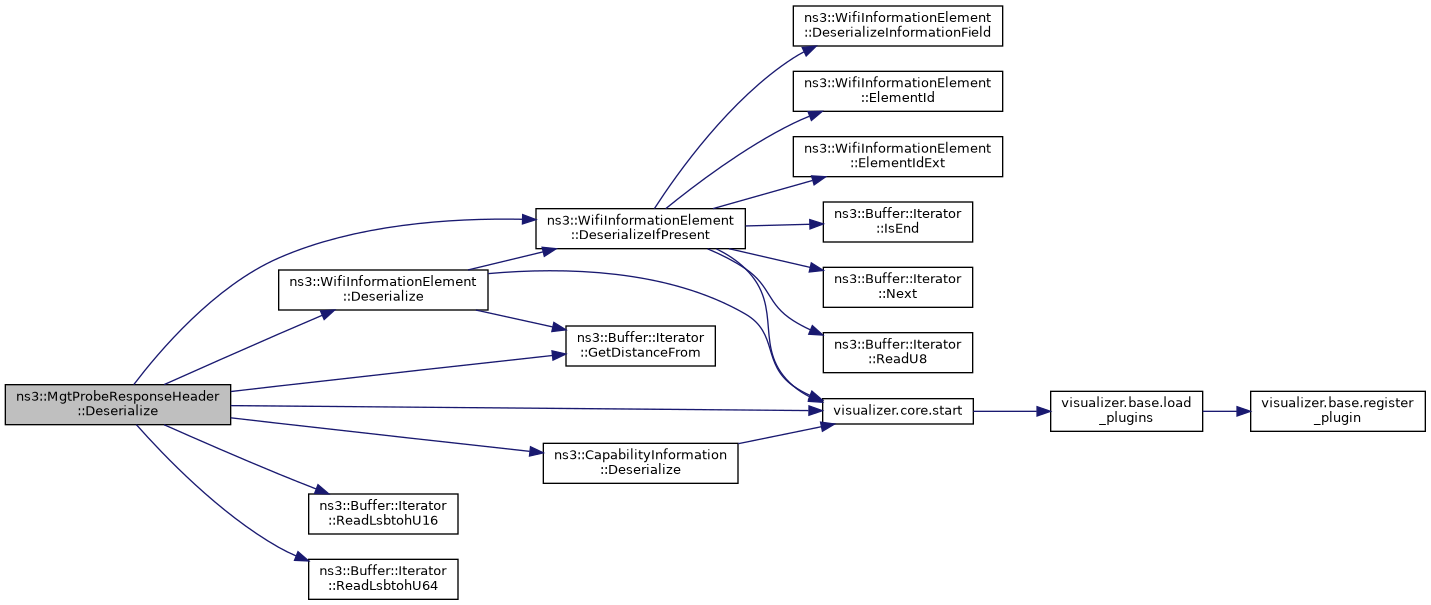 ns3::WifiInformationElement
::DeserializeInformationField
ns3::WifiInformationElement
::ElementId
ns3::WifiInformationElement
::ElementIdExt
ns3::WifiInformationElement
::DeserializeIfPresent
ns3::Buffer::Iterator
::IsEnd
ns3::WifiInformationElement
::Deserialize
ns3::Buffer::Iterator
::Next
ns3::Buffer::Iterator
::GetDistanceFrom
ns3::Buffer::Iterator
::ReadU8
ns3::MgtProbeResponseHeader
::Deserialize
visualizer.core.start
visualizer.base.load
_plugins
visualizer.base.register
_plugin
ns3::CapabilityInformation
::Deserialize
ns3::Buffer::Iterator
::ReadLsbtohU16
ns3::Buffer::Iterator
::ReadLsbtohU64